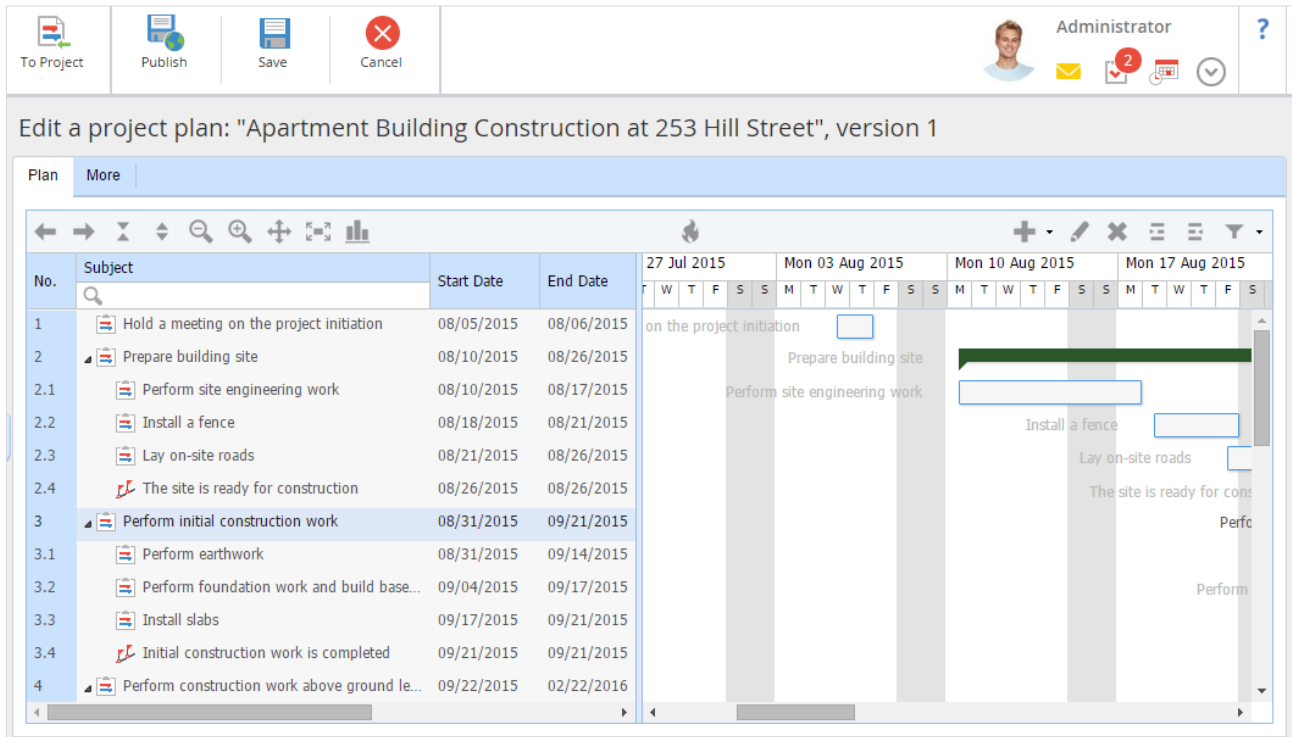 Administrator
?
To Project Publish Save Cancel
2
Edit a project plan: "Apartment Building Construction at 253 Hill Street", version 1
Plan More
No. Subject Start Date End Date 27 Jul 2015 Mon 03 Aug 2015 Mon 10 Aug 2015 Mon 17 Aug 2015
W T F S S M T W T F S S M T W T F S S M T W T F S
1 Hold a meeting on the project initiation 08/05/2015 08/06/2015 on the project initiation
2 Prepare building site 08/10/2015 08/26/2015 Prepare building site
2.1 Perform site engineering work 08/10/2015 08/17/2015 Perform site engineering work
2.2 Install a fence 08/18/2015 08/21/2015 Install a fence
2.3 Lay on-site roads 08/21/2015 08/26/2015 Lay on-site roads
2.4 The site is ready for construction 08/26/2015 08/26/2015 The site is ready for cons
3 Perform initial construction work 08/31/2015 09/21/2015 Perfo
3.1 Perform earthwork 08/31/2015 09/14/2015
3.2 Perform foundation work and build base... 09/04/2015 09/17/2015 Perform
3.3 Install slabs 09/17/2015 09/21/2015
3.4 Initial construction work is completed 09/21/2015 09/21/2015
4 Perform construction work above ground le... 09/22/2015 02/22/2016